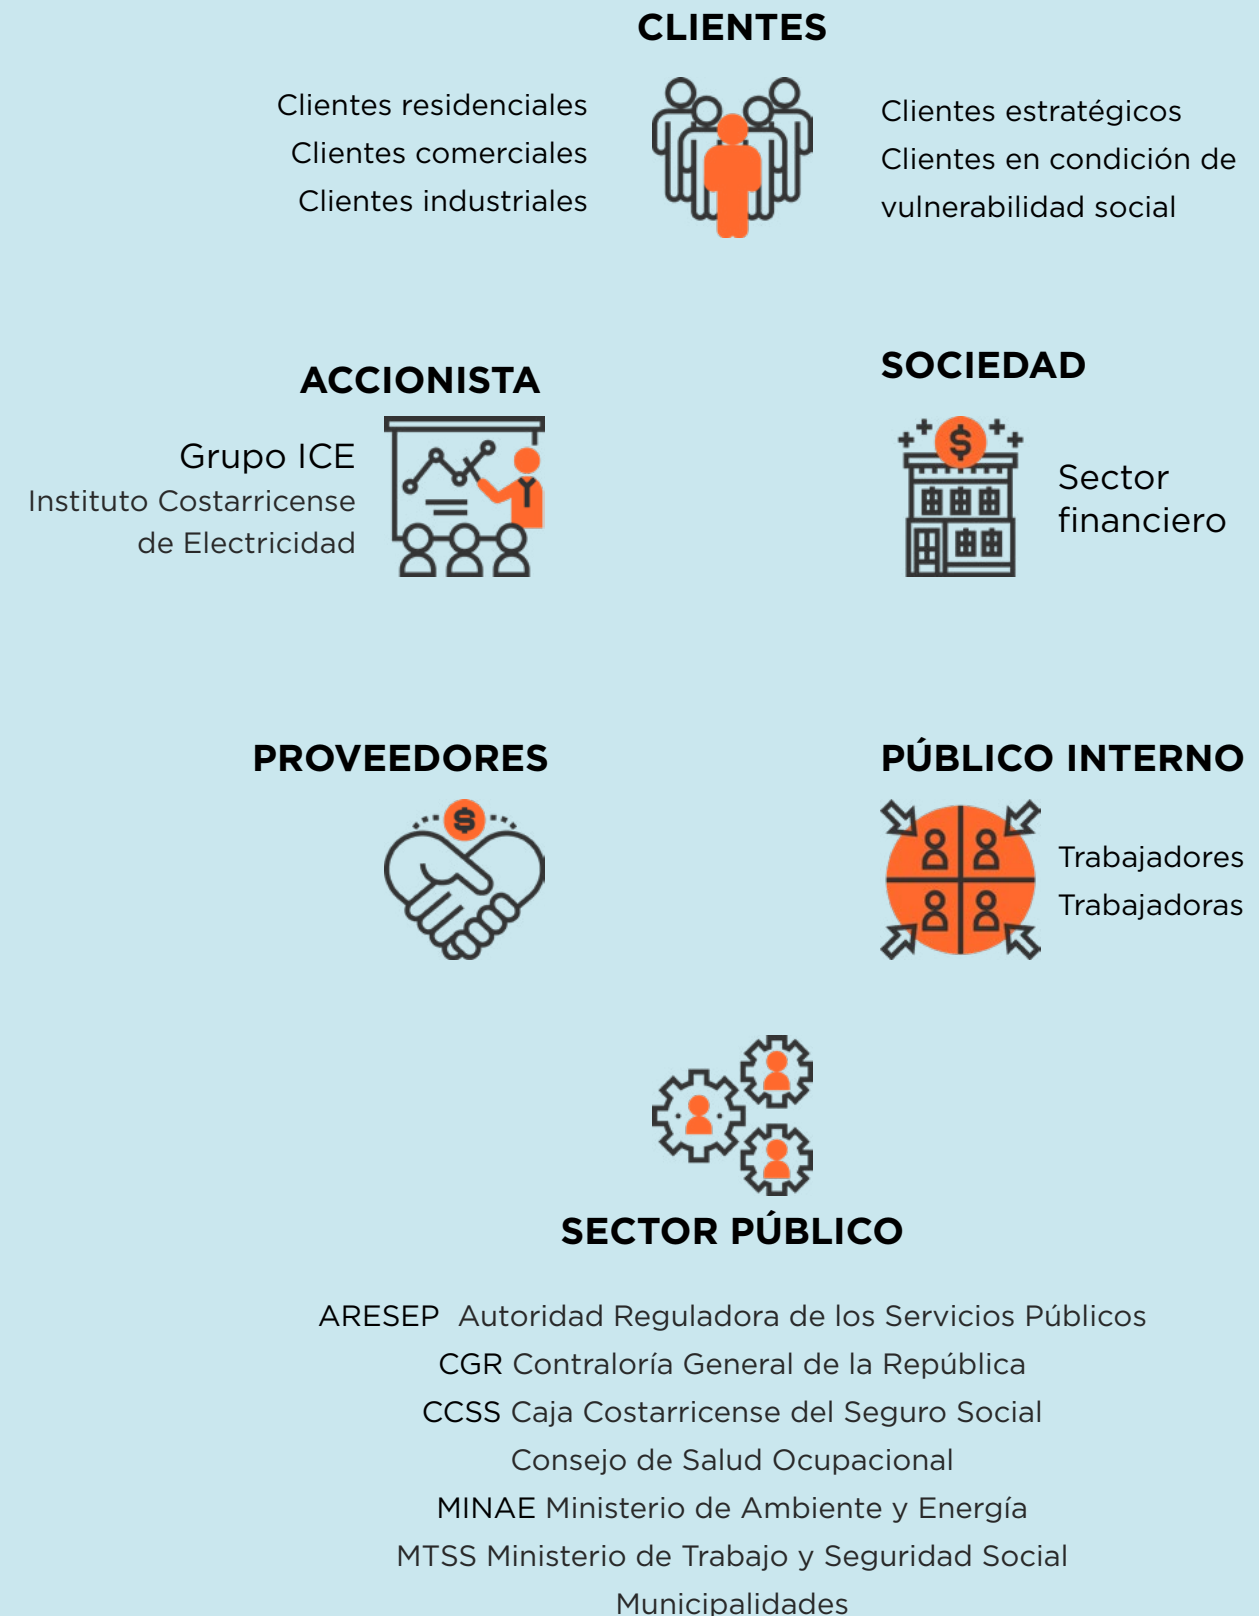 CLIENTES
Clientes residenciales
Clientes comerciales
Clientes industriales
Clientes estratégicos
Clientes en condición de
vulnerabilidad social
ACCIONISTA
Grupo ICE
Instituto Costarricense
de Electricidad
SOCIEDAD
Sector
financiero
PROVEEDORES
PÚBLICO INTERNO
Trabajadores
Trabajadoras
SECTOR PÚBLICO
ARESEP Autoridad Reguladora de los Servicios Públicos
CGR Contraloría General de la República
CCSS Caja Costarricense del Seguro Social
Consejo de Salud Ocupacional
MINAE Ministerio de Ambiente y Energía
MTSS Ministerio de Trabajo y Seguridad Social
Municipalidades